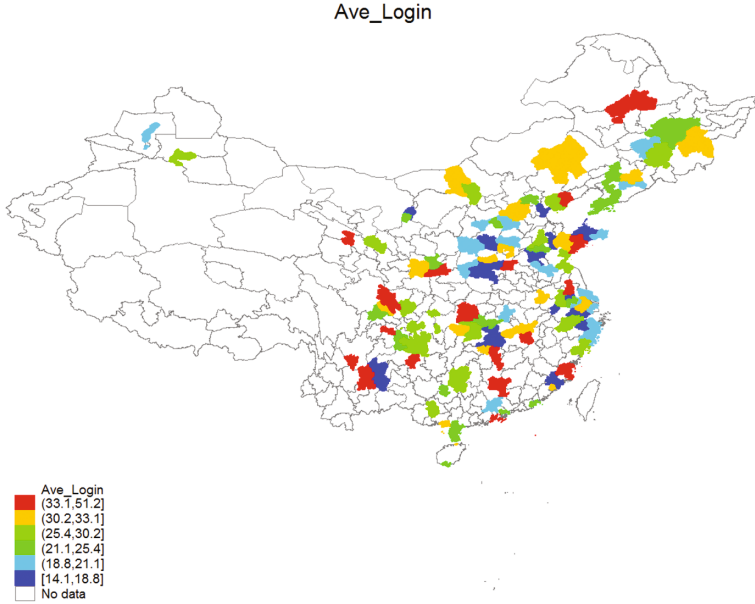 Ave_Login
Ave_Login
(33.1,51.2]
(30.2,33.1]
(25.4,30.2]
(21.1,25.4]
(18.8,21.1]
[14.1,18.8]
No data